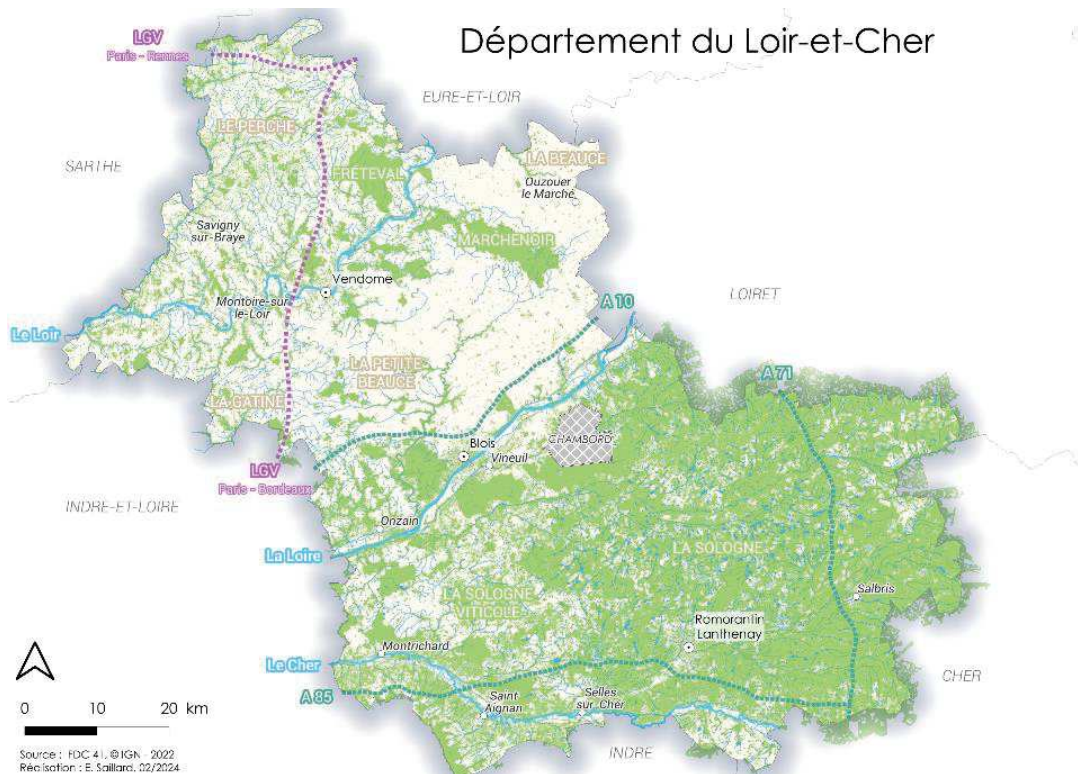 Département du Loir-et-Cher
LGV
Paris - Rennes
EURE-ET-LOIR
LE PERCHE
LA BEAUCE
SARTHE
FRÉTEVAL
Ouzouer
le Marché
Savigny
sur-Braye
MARCHENOIR
Vendome
LOIRET
Montoire-sur
le-Loir
A 10
Le Loir
LA PETITE
BEAUCE
A 71
LA GATINE
CHAMBORD
Blois
Vineuil
LGV
Paris - Bordeaux
INDRE-ET-LOIRE
Onzain
La Loire
LA SOLOGNE
LA SOLOGNE
VITICOLE
Salbris
Romorantin
Lanthenay
Montrichard
Le Cher
CHER
A 85
Saint
Aignan
Selles
sur-Cher
INDRE
0 10 20 km
Source : FDC 41, ©IGN - 2022
Réalisation : E. Saillard, 02/2024